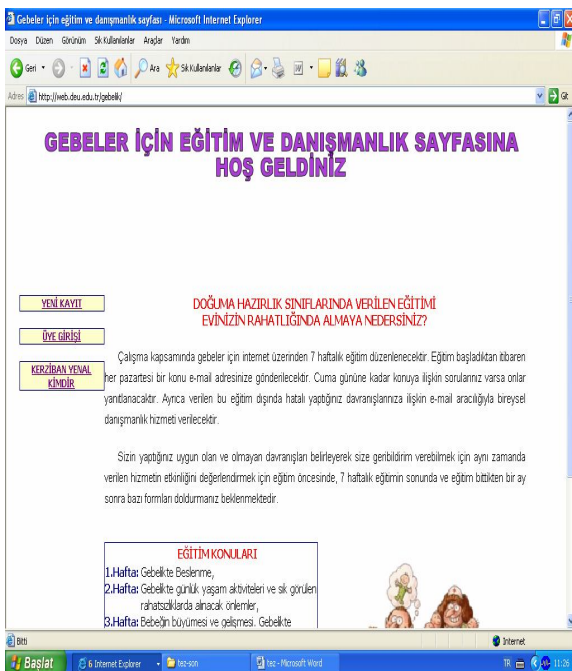 Gebeler için eğitim ve danışmanlık sayfası - Microsoft Internet Explorer
Dosya Düzen Görünüm Sık Kullanılanlar Araçlar Yardım
Geri Ara Sık Kullanılanlar
Adres http://web.deu.edu.tr/gebelik/ Git
GEBELER İÇİN EĞİTİM VE DANIŞMANLIK SAYFASINA
HOŞ GELDİNİZ
YENİ KAYIT
ÜYE GİRİŞİ
KERZİBAN YENAL
KİMDİR
DOĞUMA HAZIRLIK SINIFLARINDA VERİLEN EĞİTİMİ
EVİNİZİN RAHATLIĞINDA ALMAYA NEDERSİNİZ?
Çalışma kapsamında gebeler için internet üzerinden 7 haftalık eğitim düzenlenecektir. Eğitim başladıktan itibaren
her pazartesi bir konu e-mail adresinize gönderilecektir. Cuma gününe kadar konuya ilişkin sorularınız varsa onlar
yanıtlanacaktır. Ayrıca verilen bu eğitim dışında hatalı yaptığınız davranışlarınıza ilişkin e-mail aracılığıyla bireysel
danışmanlık hizmeti verilecektir.
Sizin yaptığınız uygun olan ve olmayan davranışları belirleyerek size geribildirim verebilmek için aynı zamanda
verilen hizmetin etkinliğini değerlendirmek için eğitim öncesinde, 7 haftalık eğitimin sonunda ve eğitim bittikten bir ay
sonra bazı formları doldurmanız beklenmektedir.
EĞİTİM KONULARI
1.Hafta: Gebelikte Beslenme,
2.Hafta: Gebelikte günlük yaşam aktiviteleri ve sık görülen
rahatsızlıklarda alınacak önlemler,
3.Hafta: Bebeğin büyümesi ve gelişmesi. Gebelikte
Bitti Internet
Başlat 6 Internet Explorer tez-son tez - Microsoft Word TR 11:26